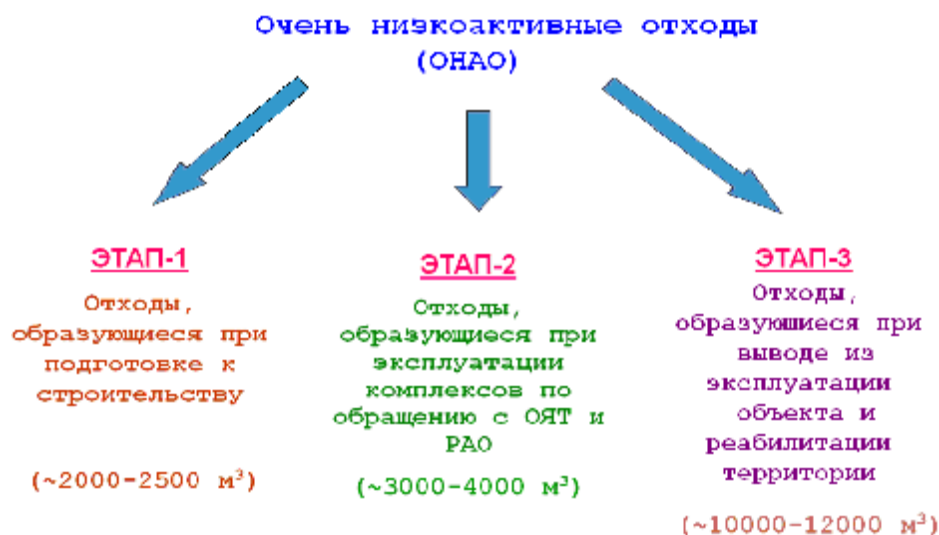 Очень низкоактивные отходы
(ОНАО)
ЭТАП-1
Отходы,
образующиеся при
подготовке к
строительству
(~2000-2500 м³)
ЭТАП-2
Отходы,
образующиеся при
эксплуатации
комплексов по
обращению с ОЯТ и
РАО
(~3000-4000 м³)
ЭТАП-3
Отходы,
образующиеся при
выводе из
эксплуатации
объекта и
реабилитации
территории
(~10000-12000 м³)